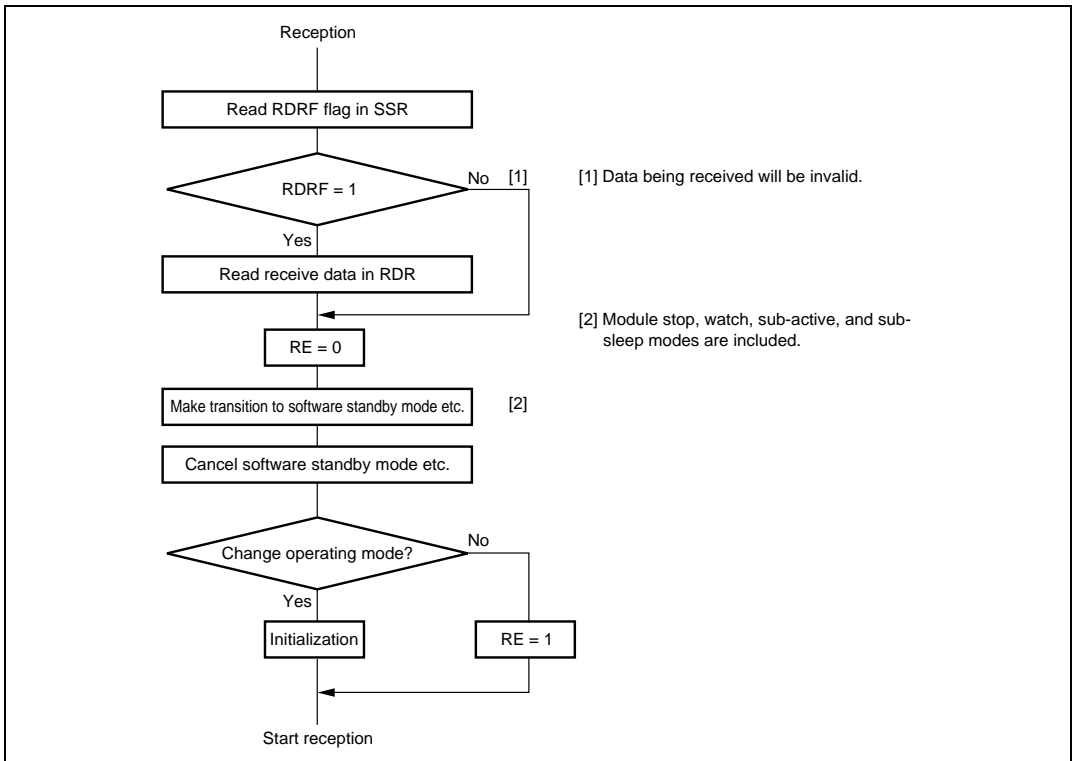 Reception
Read RDRF flag in SSR
RDRF = 1
No [1]
[1] Data being received will be invalid.
Yes
Read receive data in RDR
[2] Module stop, watch, sub-active, and sub-
sleep modes are included.
RE = 0
Make transition to software standby mode etc.
[2]
Cancel software standby mode etc.
Change operating mode?
No
Yes
Initialization
RE = 1
Start reception